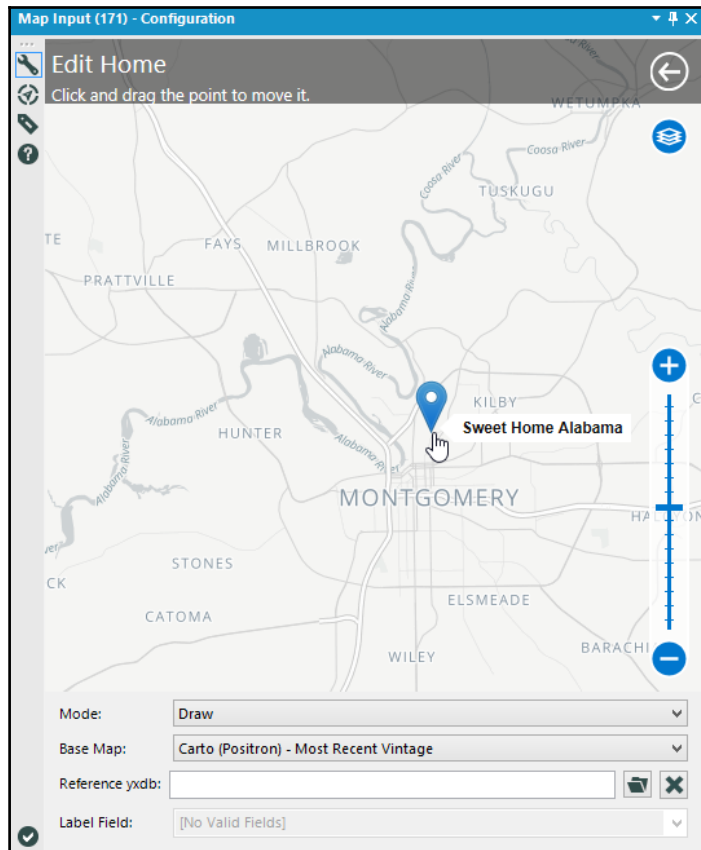 Map Input (171) - Configuration
Edit Home
Click and drag the point to move it.
WETUMPKA
Coosa River
Coosa River
TUSKUGU
TE
FAYS
MILLBROOK
PRATTVILLE
Alabama River
Alabama River
Nabama River
KILBY
C
Alabama River
Sweet Home Alabama
HUNTER
Alabama River
Alabama River
MONTGOMERY
ver
STONES
CK
ELSMEADE
CATOMA
WILEY
BARACHI
Mode:
Draw
Base Map:
Carto (Positron) - Most Recent Vintage
Reference yxdb:
Label Field:
[No Valid Fields]